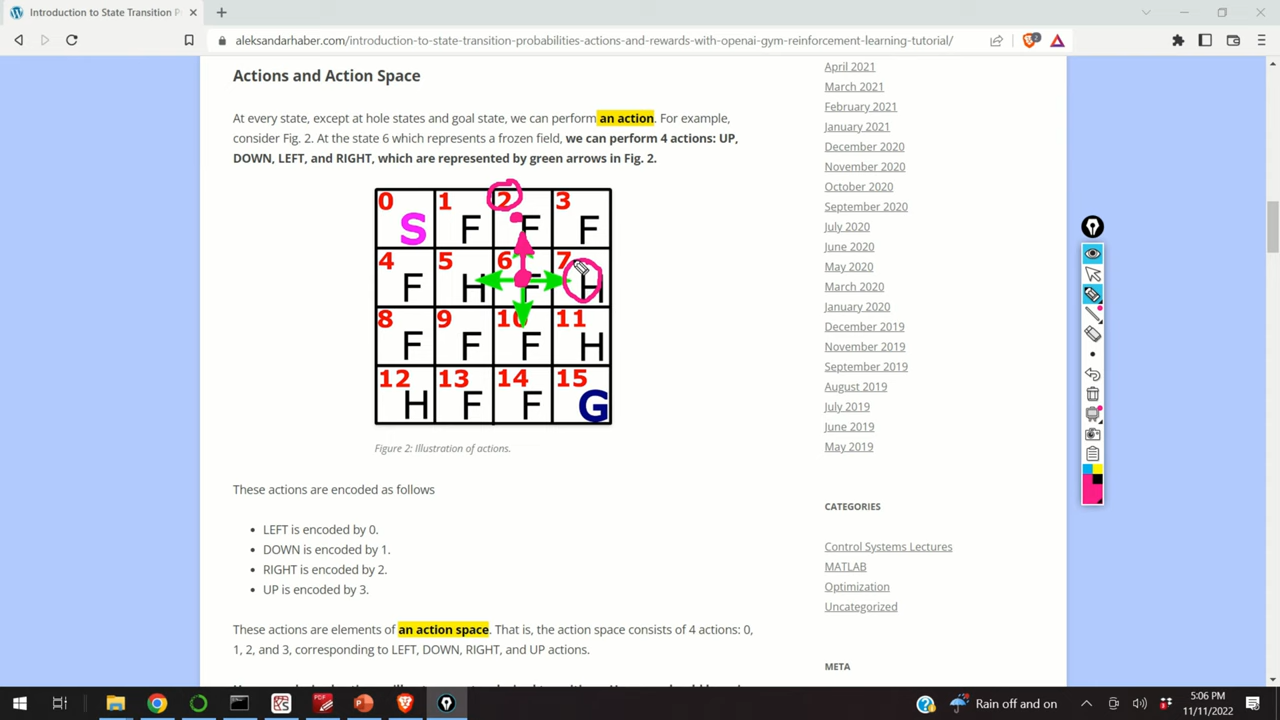 Introduction to State Transition P
aleksandarhaber.com/introduction-to-state-transition-probabilities-actions-and-rewards-with-openai-gym-reinforcement-learning-tutorial/
2
Actions and Action Space
At every state, except at hole states and goal state, we can perform an action. For example,
consider Fig. 2. At the state 6 which represents a frozen field, we can perform 4 actions: UP,
DOWN, LEFT, and RIGHT, which are represented by green arrows in Fig. 2.
0 1 2 3
S F F F
4 5 6 7
F H F H
8 9 10 11
F F F H
12 13 14 15
H F F G
Figure 2: Illustration of actions.
These actions are encoded as follows
• LEFT is encoded by 0.
• DOWN is encoded by 1.
• RIGHT is encoded by 2.
• UP is encoded by 3.
These actions are elements of an action space. That is, the action space consists of 4 actions: 0,
1, 2, and 3, corresponding to LEFT, DOWN, RIGHT, and UP actions.
April 2021
March 2021
February 2021
January 2021
December 2020
November 2020
October 2020
September 2020
July 2020
June 2020
May 2020
March 2020
January 2020
December 2019
November 2019
September 2019
August 2019
July 2019
June 2019
May 2019
CATEGORIES
Control Systems Lectures
MATLAB
Optimization
Uncategorized
META
Rain off and on
5:06 PM
11/11/2022